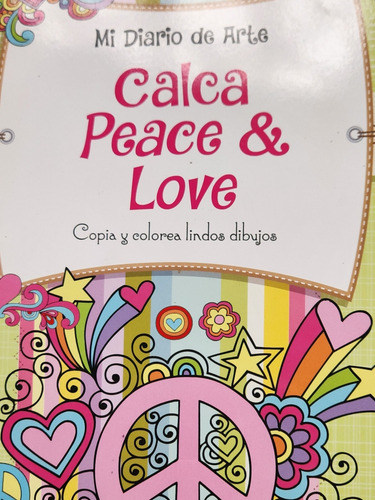 Mi Diario de Arte
Calca
Peace &
Love
Copia y colorea lindos dibujos